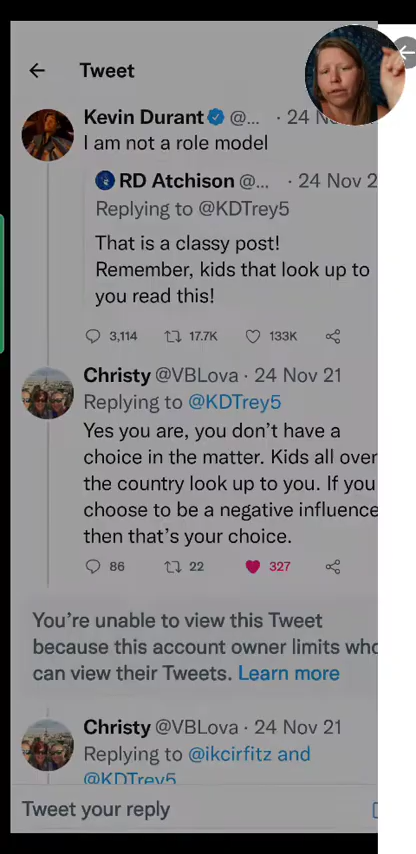 Tweet
Kevin Durant @... · 24 N
I am not a role model
RD Atchison @... · 24 Nov 2
Replying to @KDTrey5
That is a classy post!
Remember, kids that look up to
you read this!
3,114 17.7K 133K
Christy @VBLova · 24 Nov 21
Replying to @KDTrey5
Yes you are, you don’t have a
choice in the matter. Kids all over
the country look up to you. If you
choose to be a negative influence
then that’s your choice.
86 22 327
You’re unable to view this Tweet
because this account owner limits who
can view their Tweets. Learn more
Christy @VBLova · 24 Nov 21
Replying to @ikcirfitz and
@KDTrey5
Tweet your reply